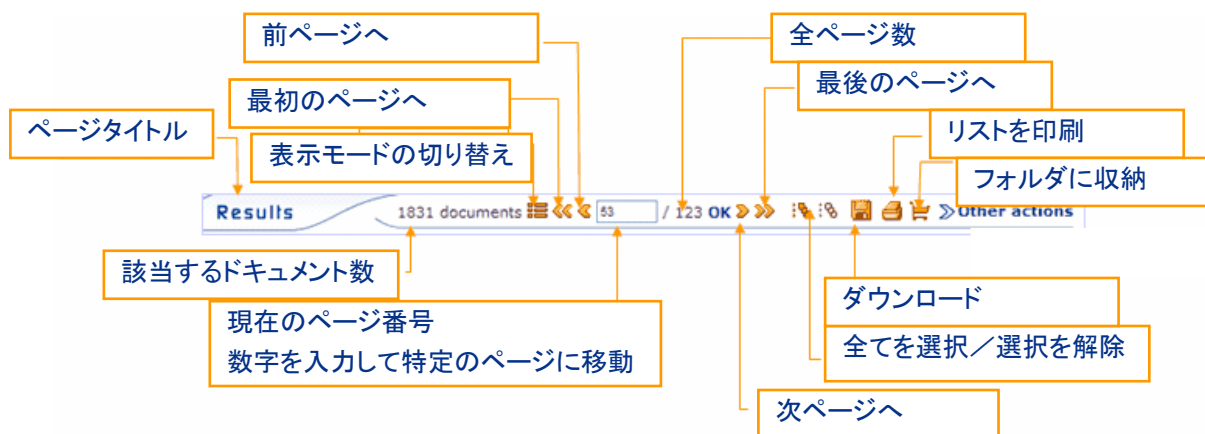 前ページへ
全ページ数
最初のページへ
最後のページへ
ページタイトル
表示モードの切り替え
リストを印刷
フォルダに収納
Results 1831 documents 53 / 123 OK Other actions
該当するドキュメント数
現在のページ番号
数字を入力して特定のページに移動
ダウンロード
全てを選択／選択を解除
次ページへ